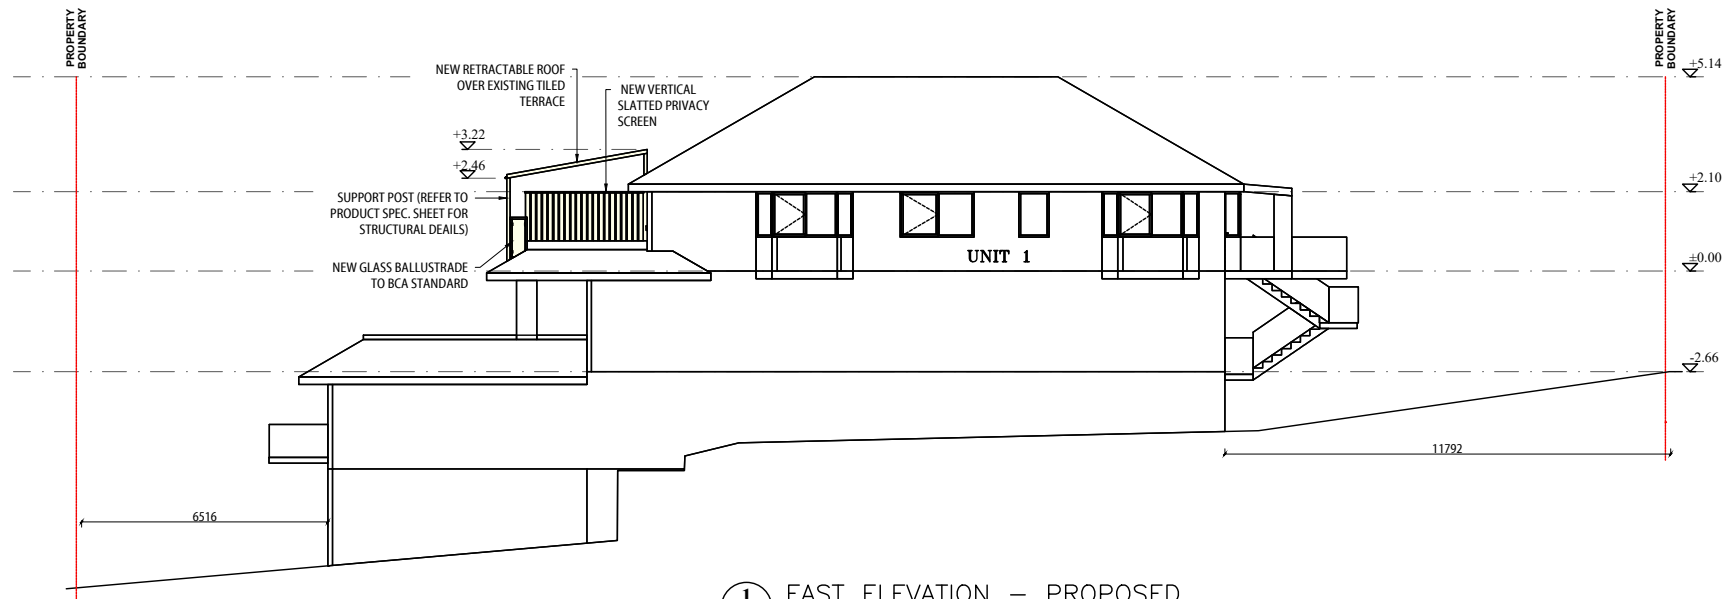 PROPERTY
BOUNDARY
PROPERTY
BOUNDARY
+5.14
NEW RETRACTABLE ROOF
OVER EXISTING TILED
TERRACE
NEW VERTICAL
SLATTED PRIVACY
SCREEN
+3.22
+2.46
SUPPORT POST (REFER TO
PRODUCT SPEC. SHEET FOR
STRUCTURAL DEAILS)
+2.10
NEW GLASS BALLUSTRADE
TO BCA STANDARD
UNIT 1
±0.00
-2.66
11792
6516
1 EAST ELEVATION – PROPOSED